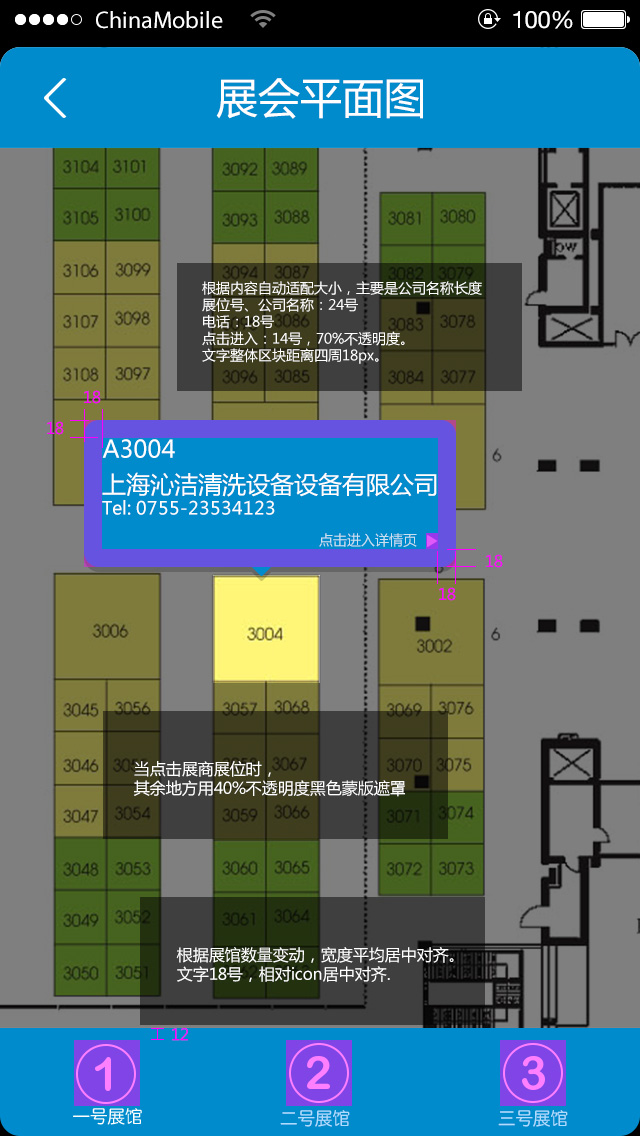 ChinaMobile 100%
展会平面图
3104 3101 3092 3089
3105 3100 3093 3088 3081 3080
3106 3099 3094 3087 3082 3079
根据内容自动适配大小，主要是公司名称长度
展位号、公司名称：24号
电话：18号
点击进入：14号，70%不透明度。
文字整体区块距离四周18px。
3107 3098 3086 3083 3078
3108 3097 3096 3085 3084 3077
18
18
A3004
上海沁洁清洗设备设备有限公司
Tel: 0755-23534123
点击进入详情页
6
18
6
18
3006 3004 3002 6
3045 3056 3057 3068 3069 3076
3046 3067 3070 3075
当点击展商展位时，
其余地方用40%不透明度黑色蒙版遮罩
3047 3054 3059 3066 3071 3074
3048 3053 3060 3065 3072 3073
3049 3052 3061 3064
根据展馆数量变动，宽度平均居中对齐。
文字18号，相对icon居中对齐.
3050 3051
12
1 2 3
一号展馆 二号展馆 三号展馆